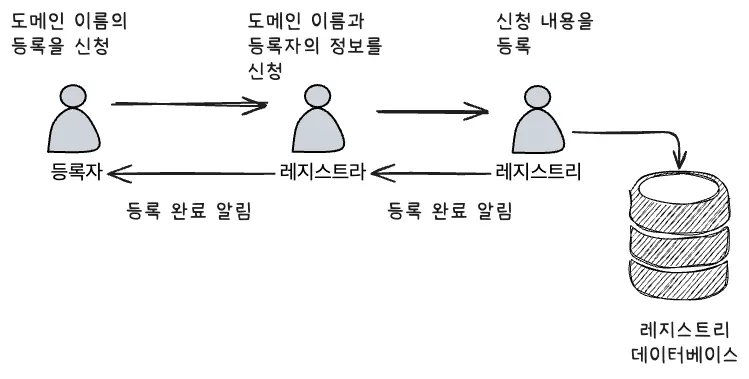 도메인 이름의
등록을 신청
도메인 이름과
등록자의 정보를
신청
신청 내용을
등록
등록자
레지스트라
레지스트리
등록 완료 알림
등록 완료 알림
레지스트리
데이터베이스